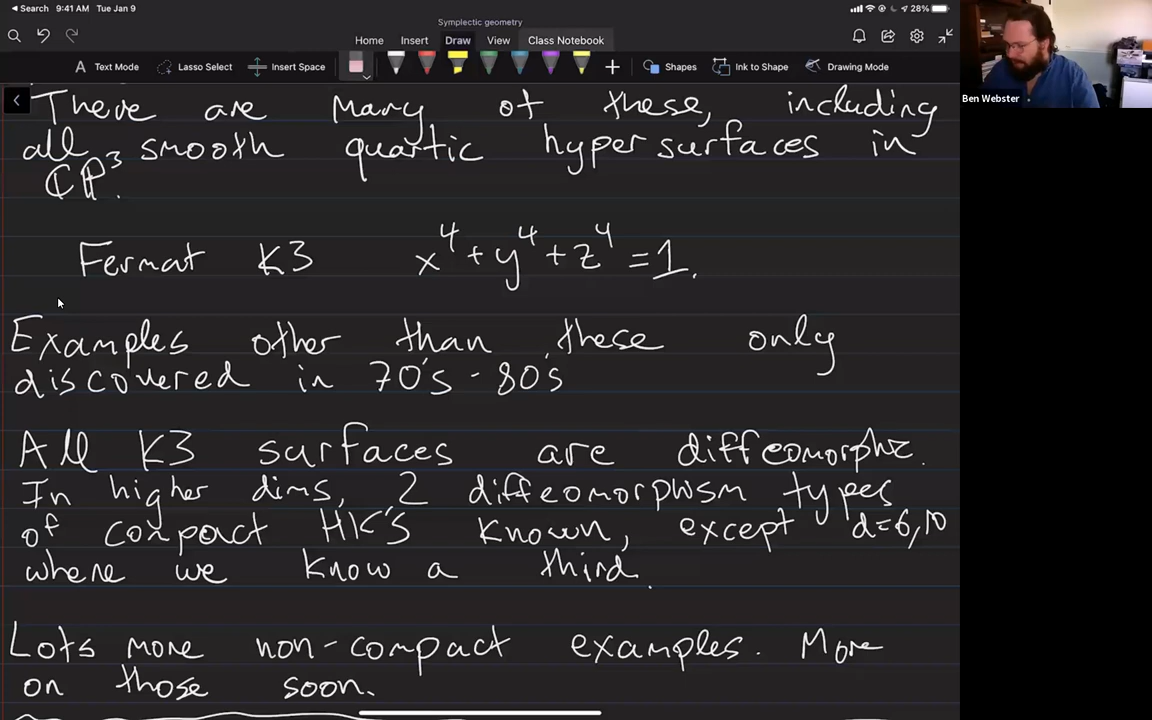 Search 9:41 AM Tue Jan 9
Symplectic geometry
28%
Home Insert Draw View Class Notebook
Text Mode Lasso Select Insert Space Shapes Ink to Shape Drawing Mode
Ben Webster
There are many of these, including
all smooth quartic hypersurfaces in
ℂℙ³.
Fermat K3 x⁴+y⁴+z⁴=1.
Examples other than these only
discovered in 70's - 80's
All K3 surfaces are diffeomorphic.
In higher dims, 2 diffeomorphism types
of compact HK's known, except d=6,10
where we know a third.
Lots more non-compact examples. More
on those soon.